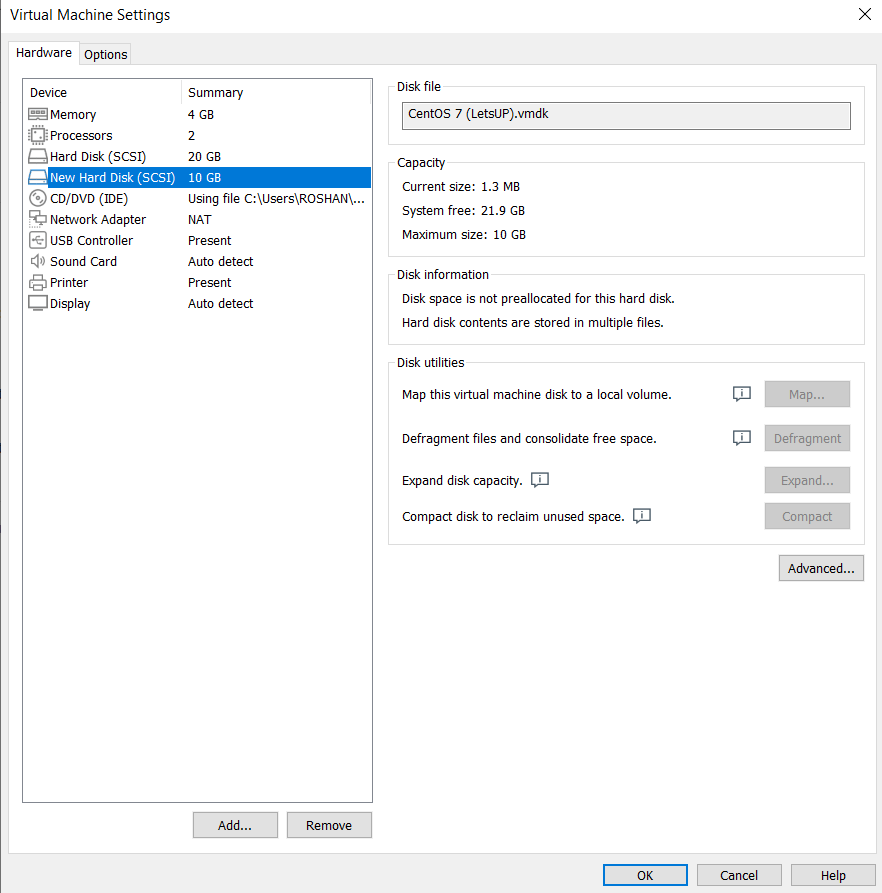 Virtual Machine Settings
Hardware Options
Device Summary
Memory 4 GB
Processors 2
Hard Disk (SCSI) 20 GB
New Hard Disk (SCSI) 10 GB
CD/DVD (IDE) Using file C:\Users\ROSHAN\...
Network Adapter NAT
USB Controller Present
Sound Card Auto detect
Printer Present
Display Auto detect
Add... Remove
Disk file
CentOS 7 (LetsUP).vmdk
Capacity
Current size: 1.3 MB
System free: 21.9 GB
Maximum size: 10 GB
Disk information
Disk space is not preallocated for this hard disk.
Hard disk contents are stored in multiple files.
Disk utilities
Map this virtual machine disk to a local volume. Map...
Defragment files and consolidate free space. Defragment
Expand disk capacity. Expand...
Compact disk to reclaim unused space. Compact
Advanced...
OK Cancel Help